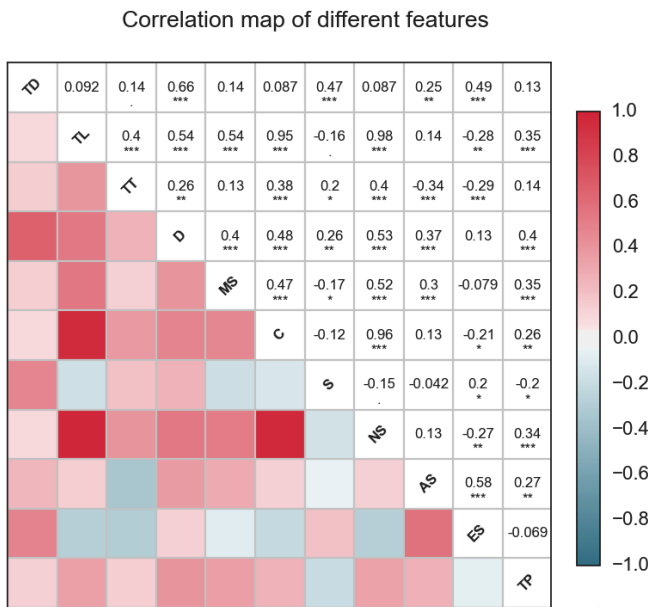 Correlation map of different features
TD 0.092 0.14 0.66 0.14 0.087 0.47 0.087 0.25 0.49 0.13
. *** *** ** ***
TL 0.4 0.54 0.54 0.95 -0.16 0.98 0.14 -0.28 0.35
*** *** *** *** . *** ** ***
TT 0.26 0.13 0.38 0.2 0.4 -0.34 -0.29 0.14
** *** * *** *** ***
D 0.4 0.48 0.26 0.53 0.37 0.13 0.4
*** *** ** *** *** ***
MS 0.47 -0.17 0.52 0.3 -0.079 0.35
*** * *** *** ***
C -0.12 0.96 0.13 -0.21 0.26
*** * **
S -0.15 -0.042 0.2 -0.2
. * *
NS 0.13 -0.27 0.34
** ***
AS 0.58 0.27
*** **
ES -0.069
TP
1.0
0.8
0.6
0.4
0.2
0.0
−0.2
−0.4
−0.6
−0.8
−1.0